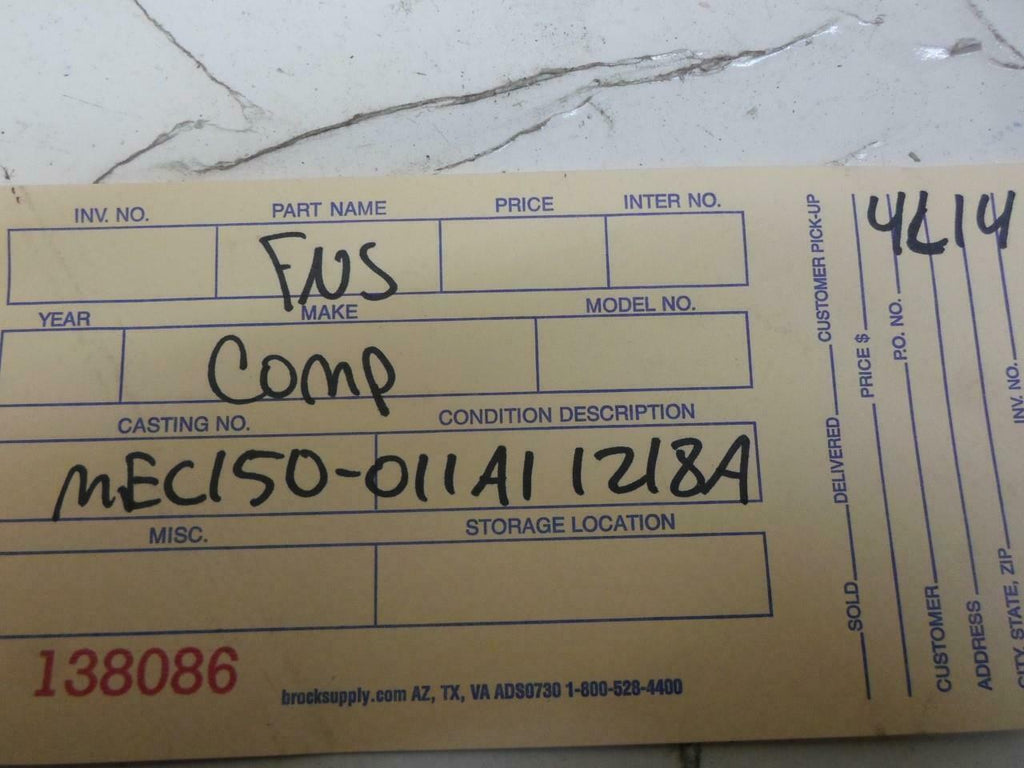 INV. NO. PART NAME PRICE INTER NO.
FNS
YEAR MAKE MODEL NO.
Comp
CASTING NO. CONDITION DESCRIPTION
MEC150-011A1 1218A
MISC. STORAGE LOCATION
138086
brocksupply.com AZ, TX, VA ADS0730 1-800-528-4400
SOLD DELIVERED CUSTOMER PICK-UP
PRICE $
P.O. NO.
CUSTOMER
ADDRESS
CITY, STATE, ZIP INV. NO.
4L14